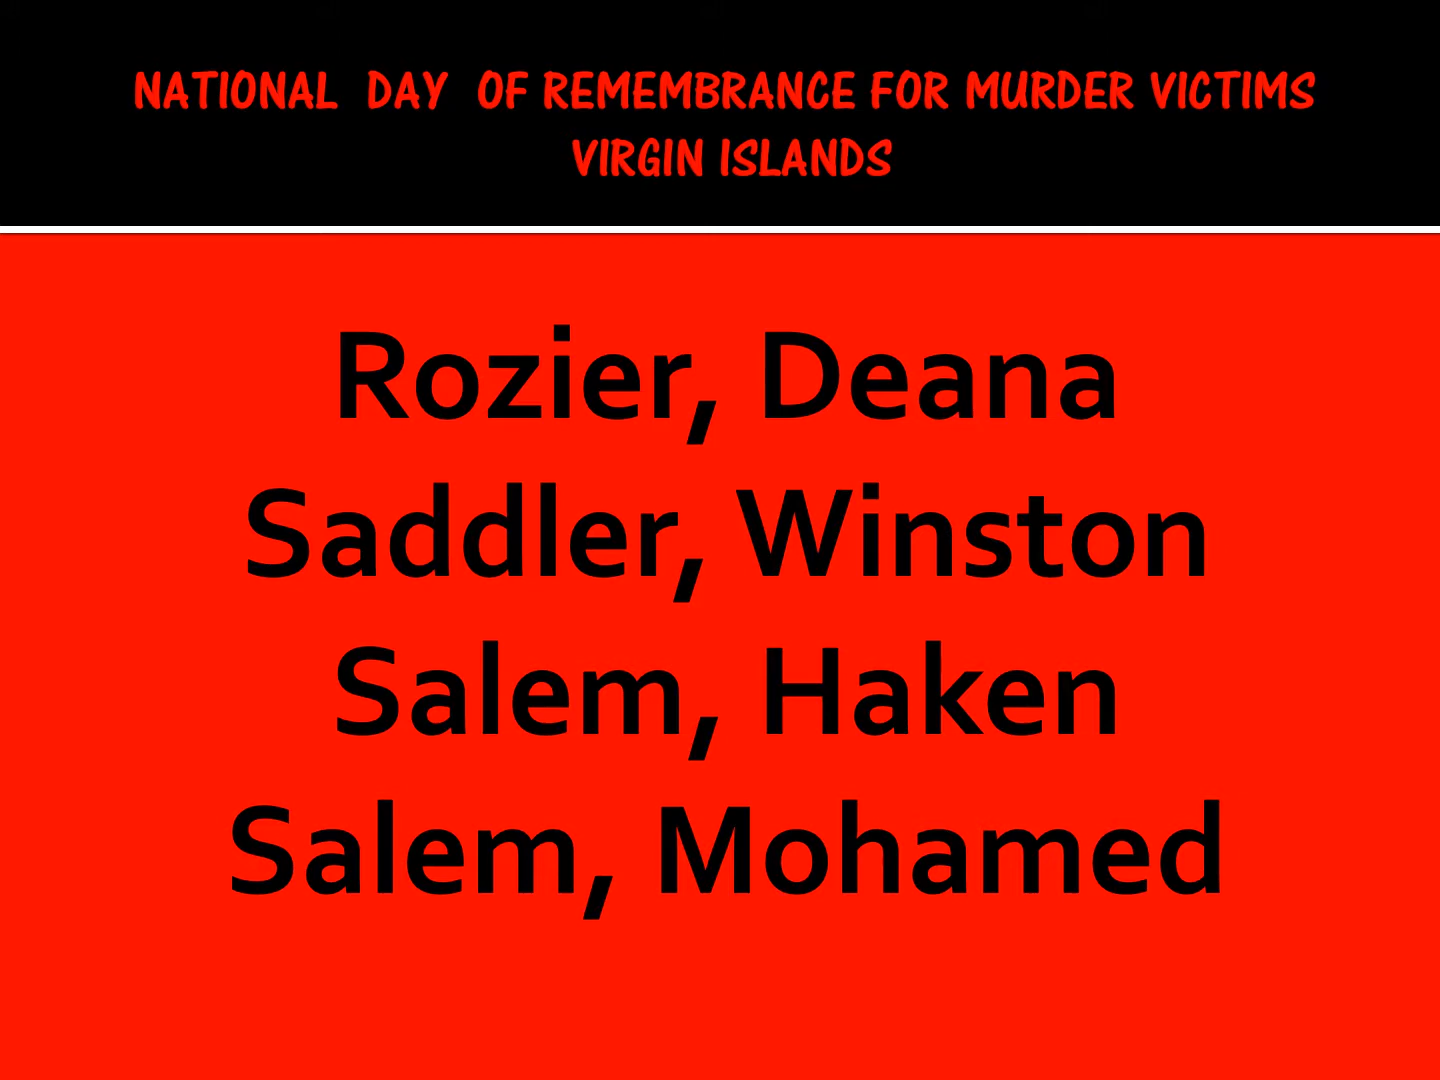 NATIONAL DAY OF REMEMBRANCE FOR MURDER VICTIMS
VIRGIN ISLANDS
Rozier, Deana
Saddler, Winston
Salem, Haken
Salem, Mohamed